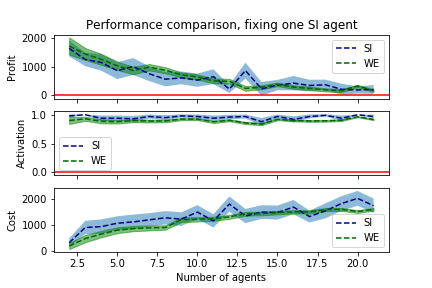 Performance comparison, fixing one SI agent
Profit
2000
1000
0
SI
WE
Activation
1.0
0.5
0.0
SI
WE
Cost
2000
1000
0
SI
WE
2.5 5.0 7.5 10.0 12.5 15.0 17.5 20.0
Number of agents